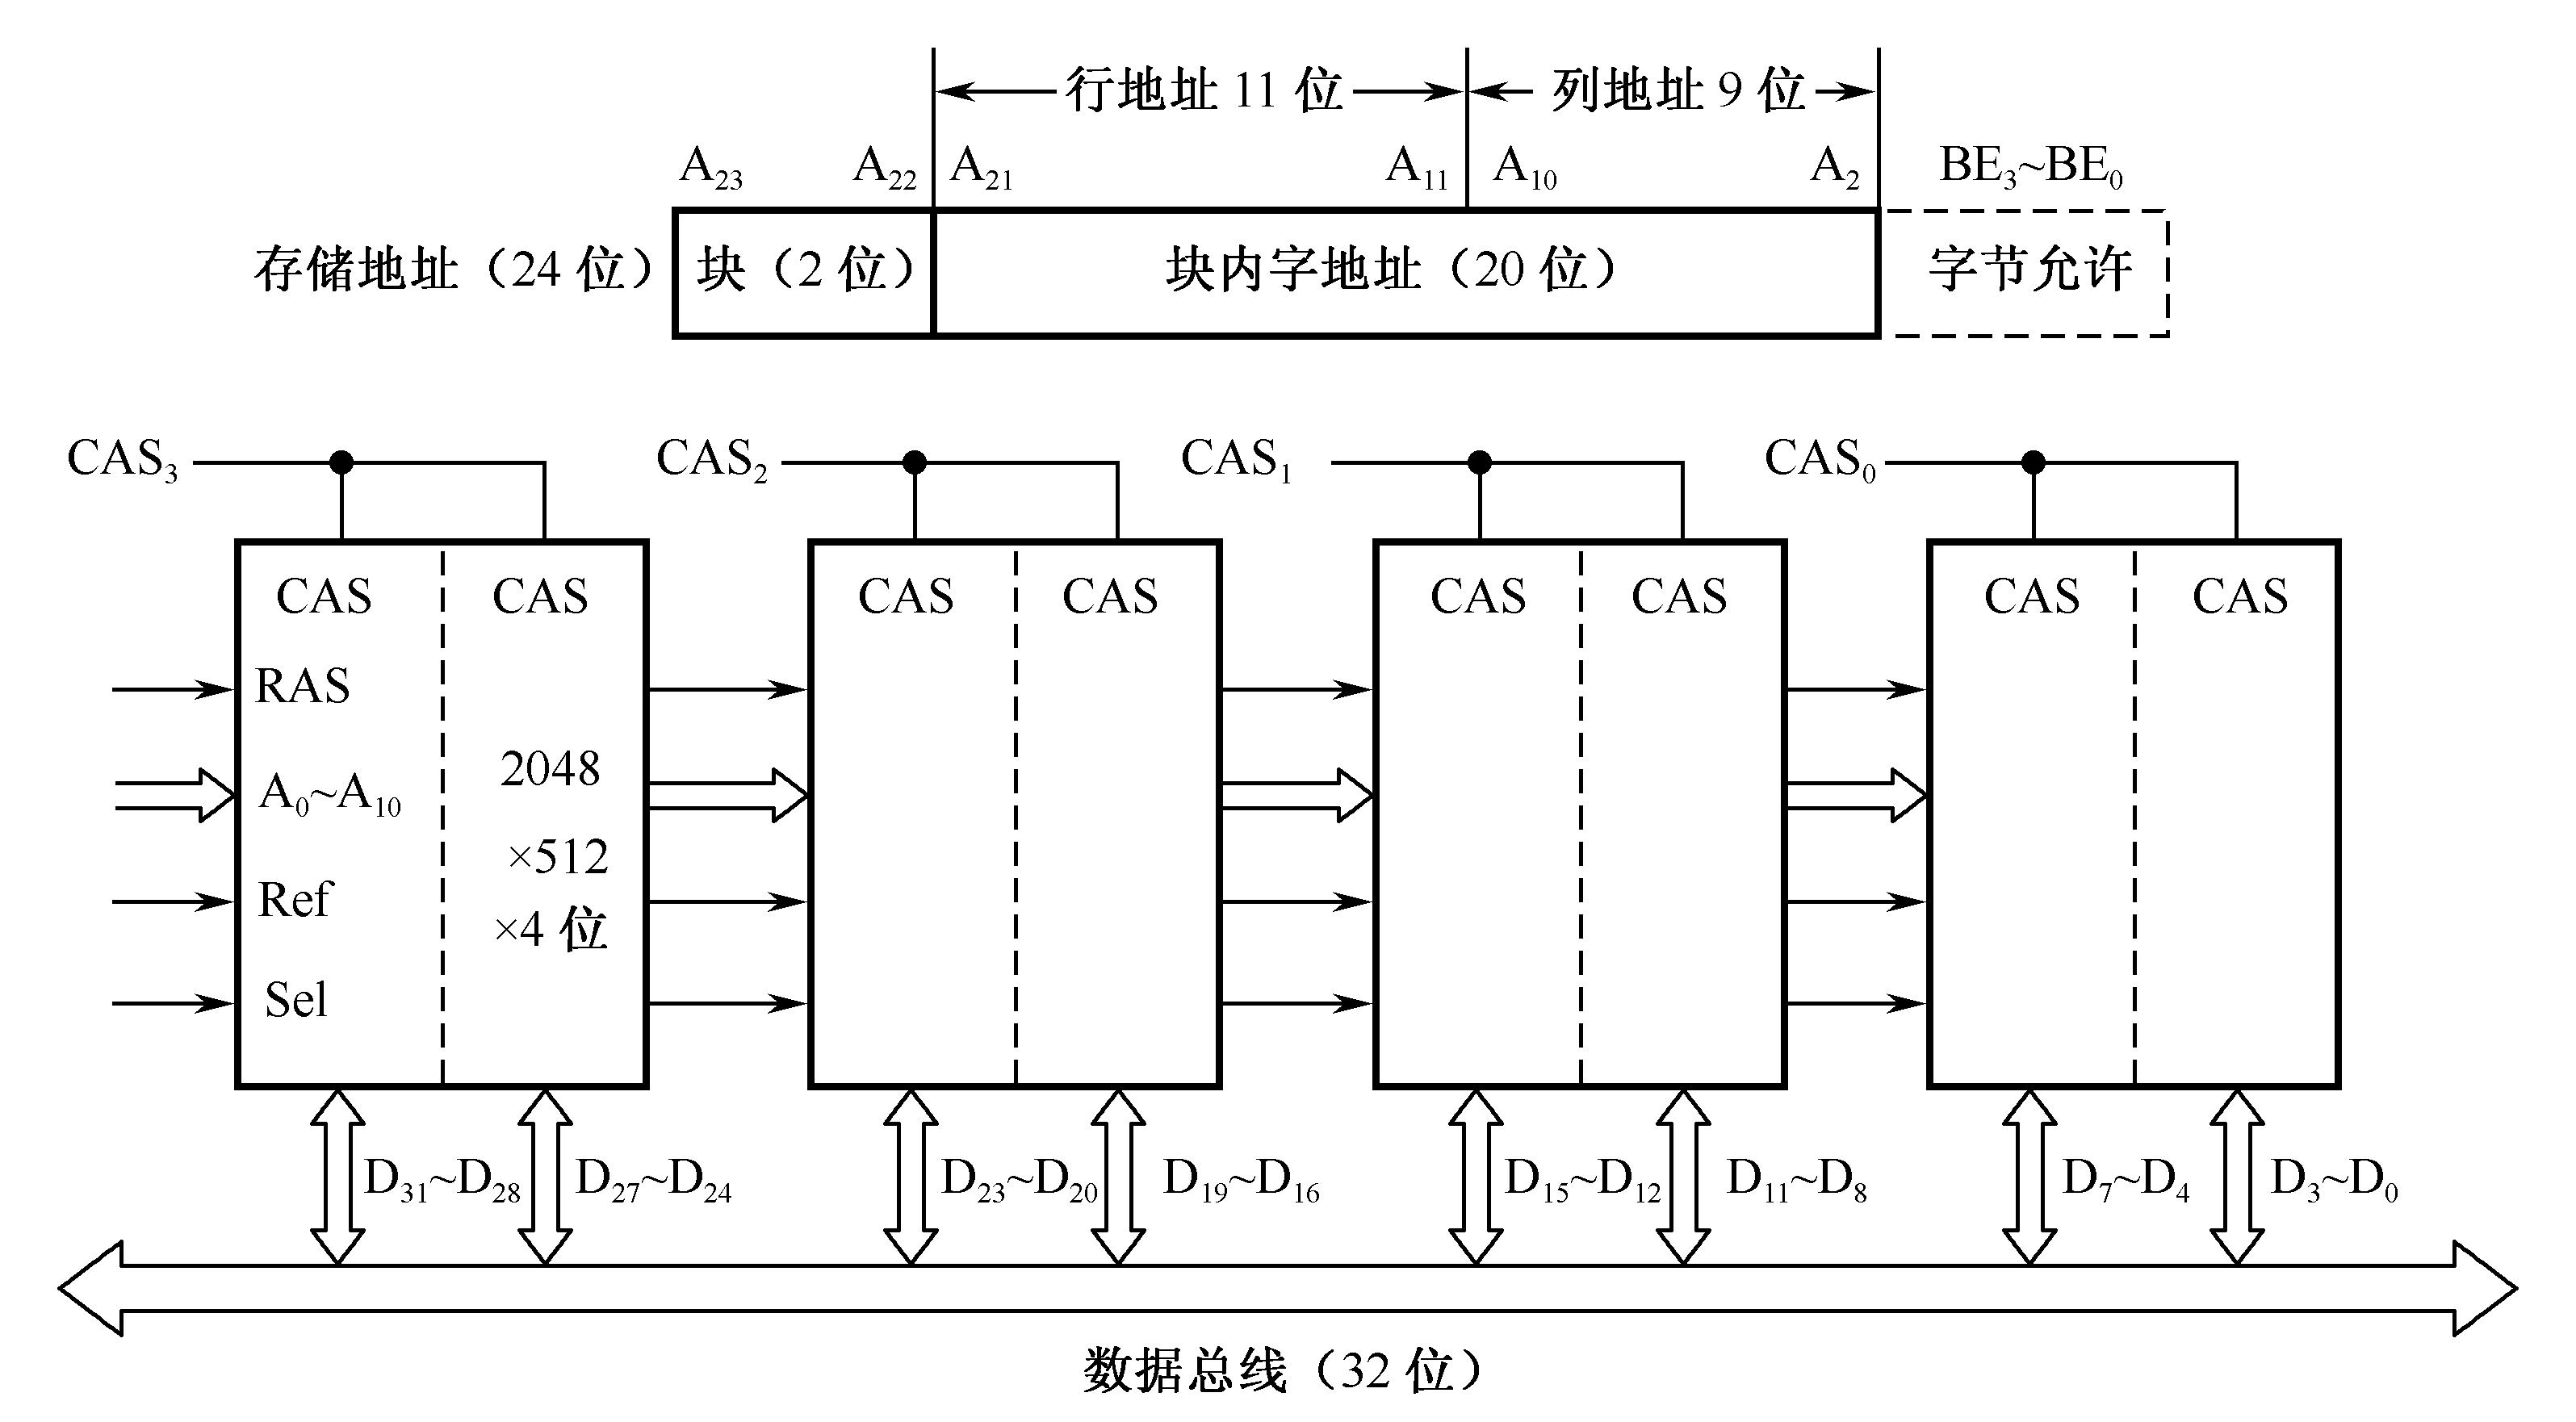 行地址 11 位 列地址 9 位
A₂₃ A₂₂ A₂₁ A₁₁ A₁₀ A₂ BE₃~BE₀
存储地址（24 位） 块（2 位） 块内字地址（20 位） 字节允许
CAS₃ CAS₂ CAS₁ CAS₀
CAS CAS CAS CAS CAS CAS CAS CAS
RAS
2048
A₀~A₁₀
×512
Ref
×4 位
Sel
D₃₁~D₂₈ D₂₇~D₂₄ D₂₃~D₂₀ D₁₉~D₁₆ D₁₅~D₁₂ D₁₁~D₈ D₇~D₄ D₃~D₀
数据总线（32 位）